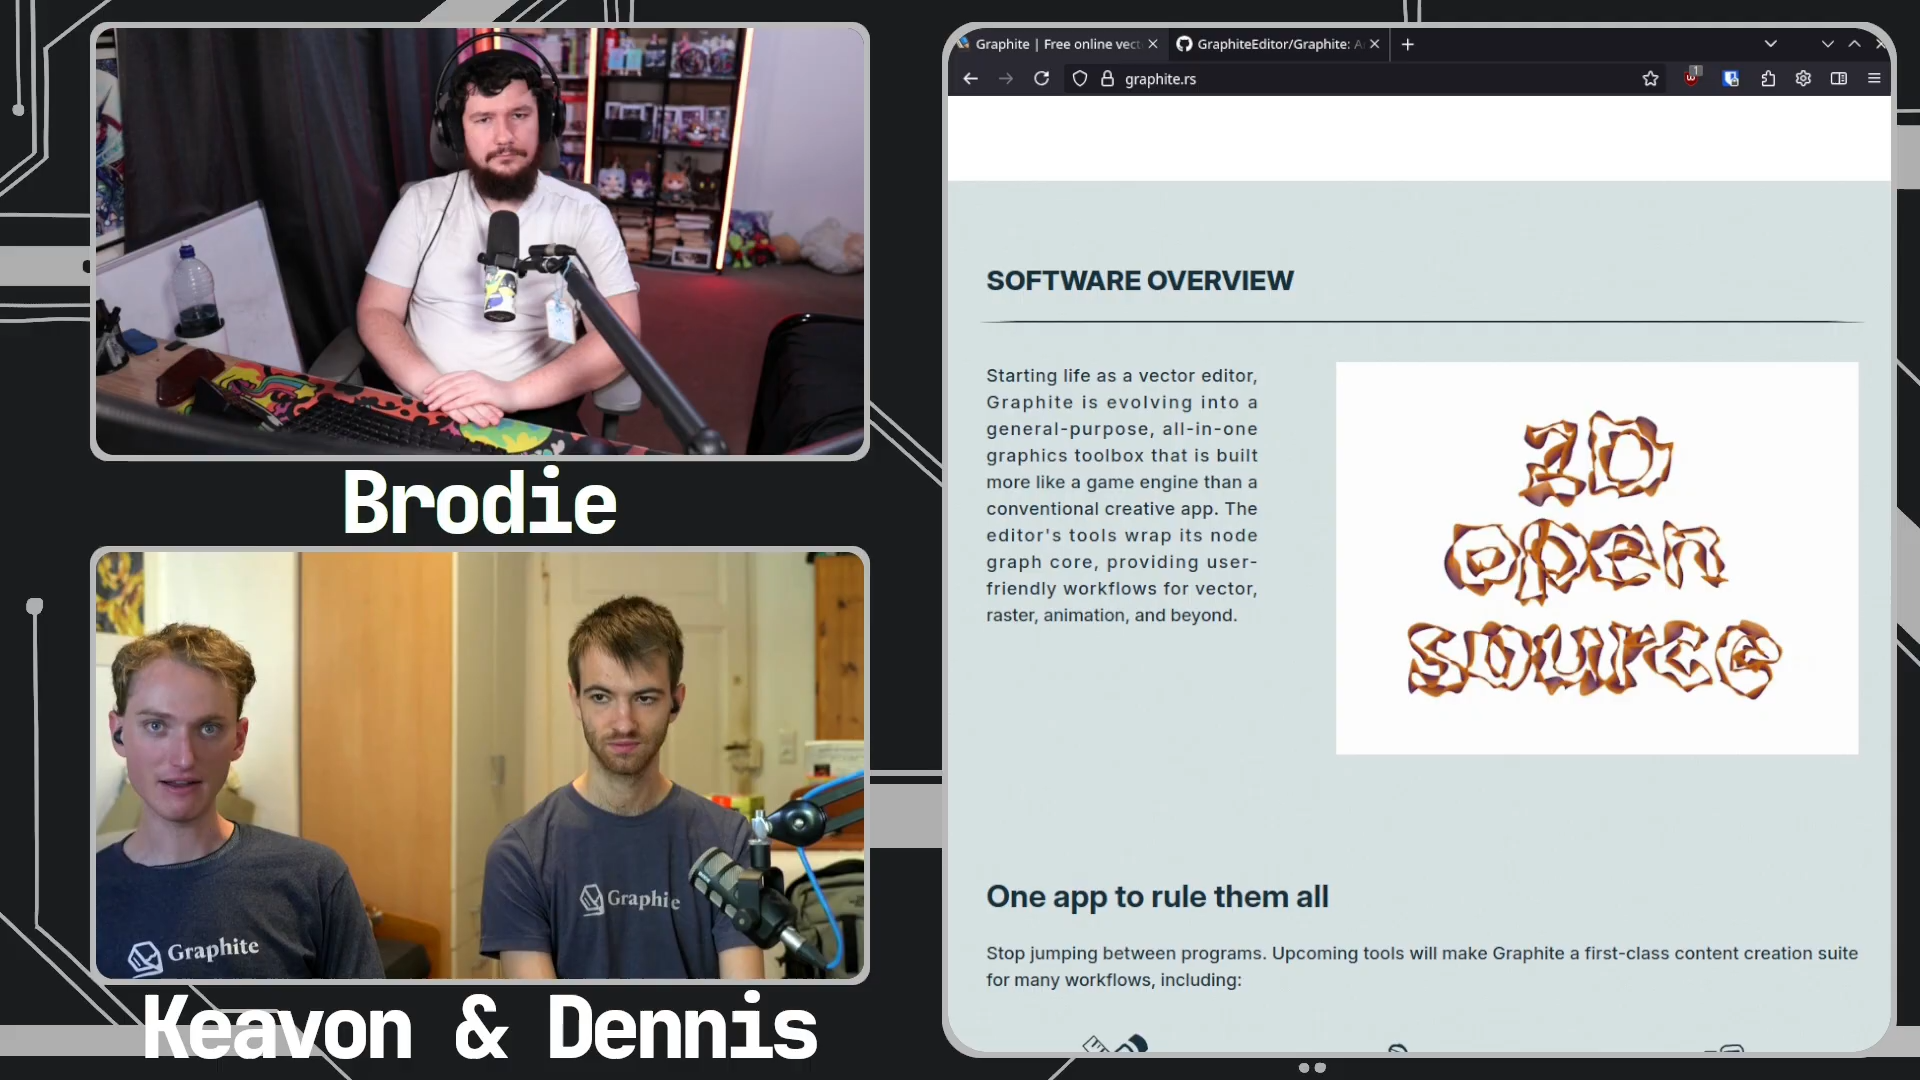 Brodie
Graphite
Graphite
Keavon & Dennis
Graphite | Free online vect
GraphiteEditor/Graphite: A
graphite.rs
1
SOFTWARE OVERVIEW
Starting life as a vector editor,
Graphite is evolving into a
general-purpose, all-in-one
graphics toolbox that is built
more like a game engine than a
conventional creative app. The
editor's tools wrap its node
graph core, providing user-
friendly workflows for vector,
raster, animation, and beyond.
2D
open
source
One app to rule them all
Stop jumping between programs. Upcoming tools will make Graphite a first-class content creation suite
for many workflows, including: